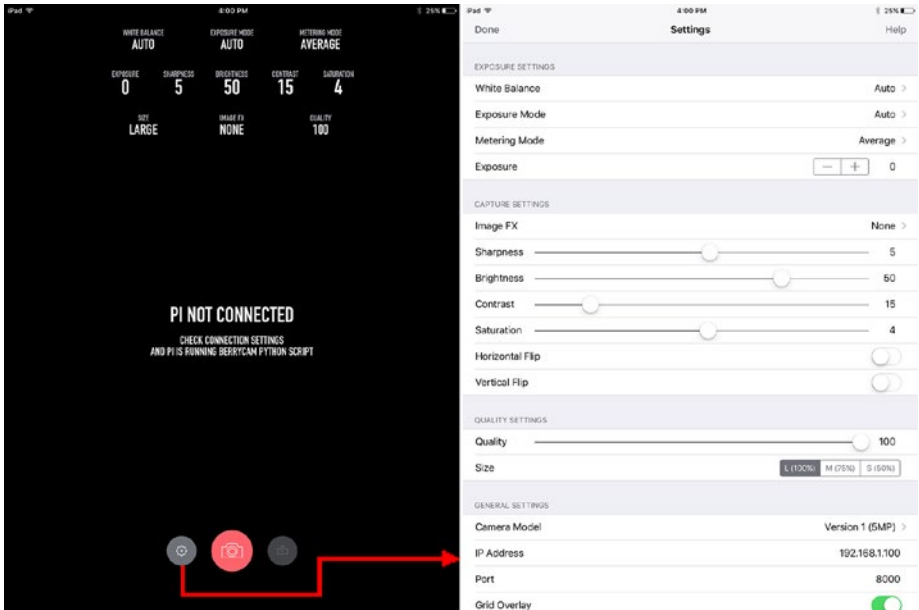 iPad 4:00 PM 25%
WHITE BALANCE EXPOSURE MODE METERING MODE
AUTO AUTO AVERAGE
EXPOSURE SHARPNESS BRIGHTNESS CONTRAST SATURATION
0 5 50 15 4
SIZE IMAGE FX QUALITY
LARGE NONE 100
PI NOT CONNECTED
CHECK CONNECTION SETTINGS
AND PI IS RUNNING BERRYCAM PYTHON SCRIPT
iPad 4:00 PM 25%
Done Settings Help
EXPOSURE SETTINGS
White Balance Auto >
Exposure Mode Auto >
Metering Mode Average >
Exposure − + 0
CAPTURE SETTINGS
Image FX None >
Sharpness 5
Brightness 50
Contrast 15
Saturation 4
Horizontal Flip
Vertical Flip
QUALITY SETTINGS
Quality 100
Size L (100%) M (75%) S (50%)
GENERAL SETTINGS
Camera Model Version 1 (5MP) >
IP Address 192.168.1.100
Port 8000
Grid Overlay